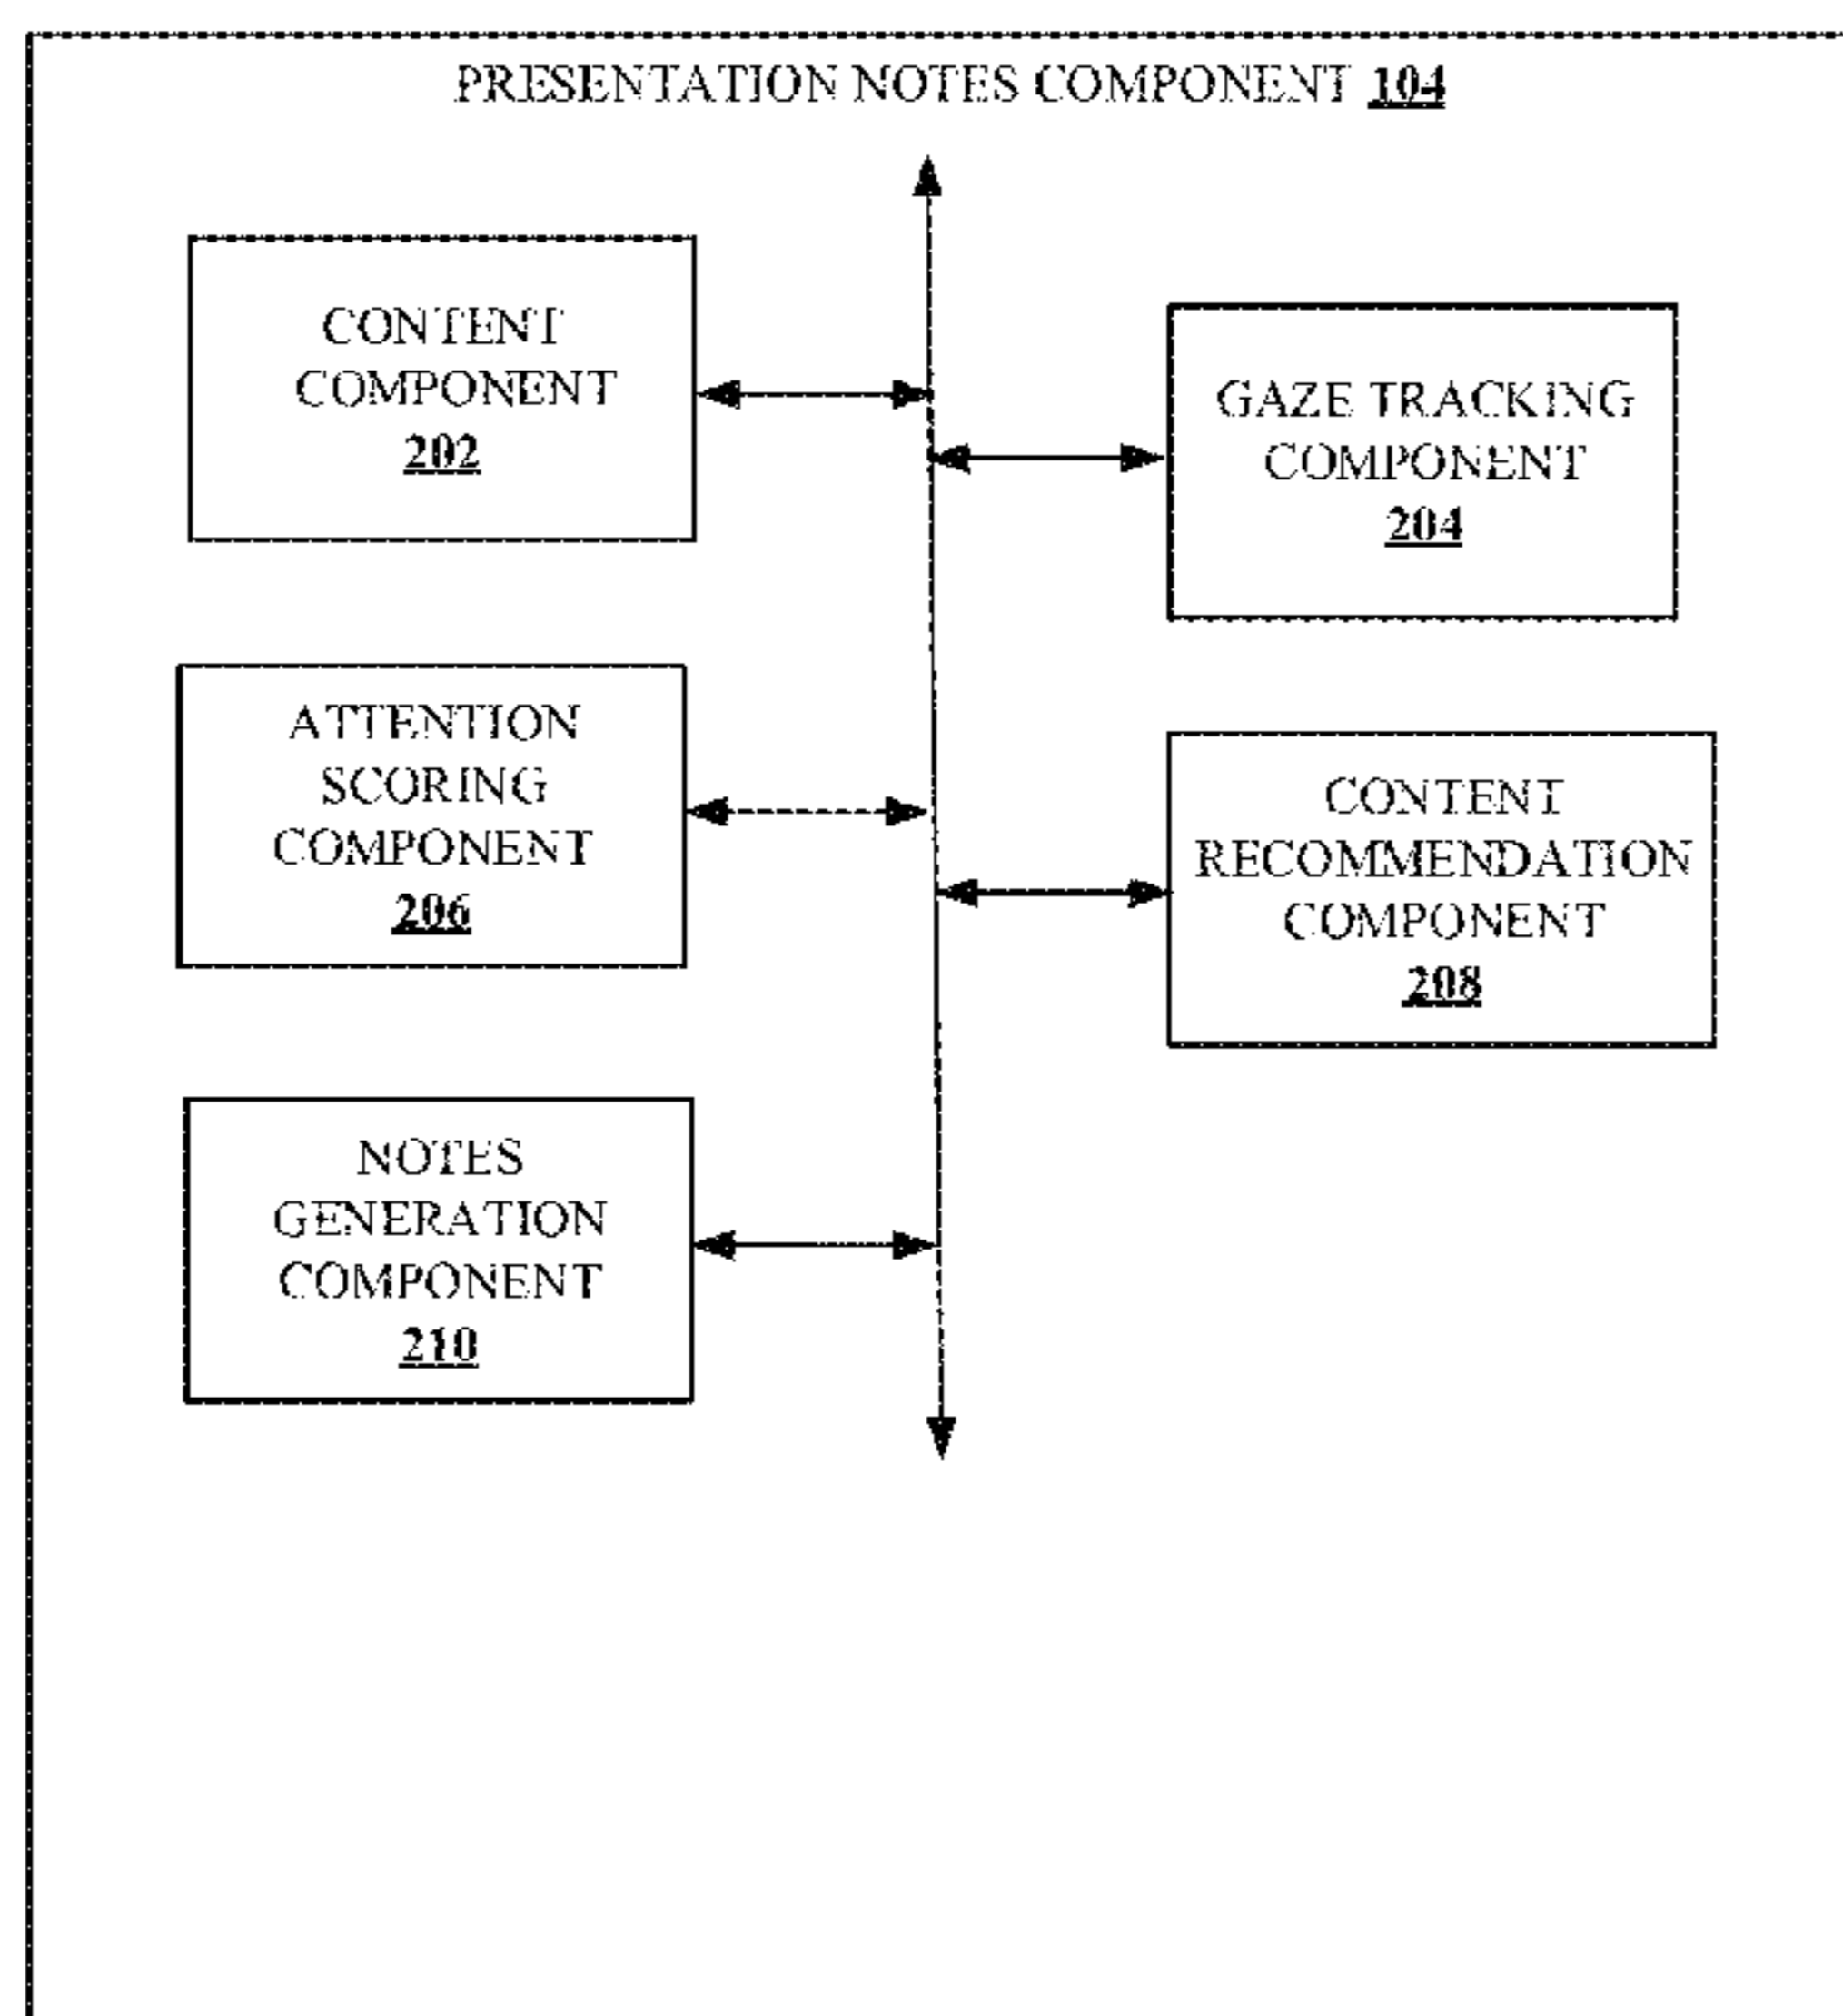 PRESENTATION NOTES COMPONENT 104
CONTENT
COMPONENT
202
GAZE TRACKING
COMPONENT
204
ATTENTION
SCORING
COMPONENT
206
CONTENT
RECOMMENDATION
COMPONENT
208
NOTES
GENERATION
COMPONENT
210